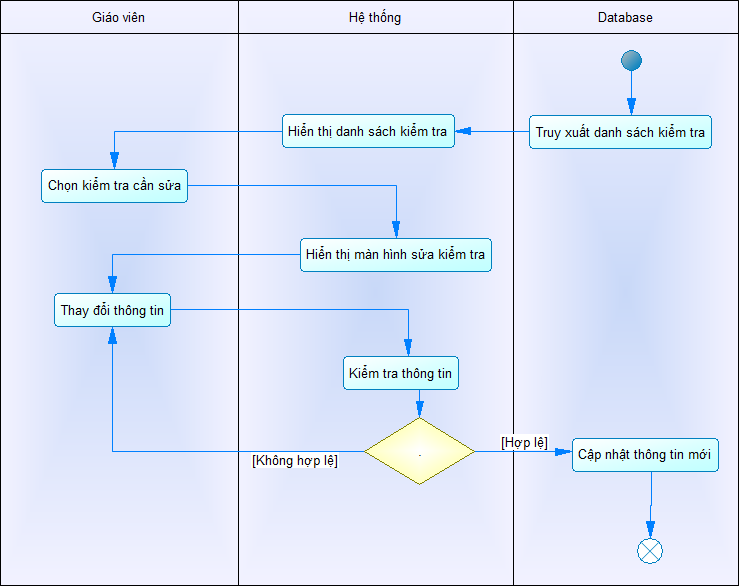 Giáo viên
Hệ thống
Database
Hiển thị danh sách kiểm tra
Truy xuất danh sách kiểm tra
Chọn kiểm tra cần sửa
Hiển thị màn hình sửa kiểm tra
Thay đổi thông tin
Kiểm tra thông tin
[Hợp lệ]
[Không hợp lệ]
Cập nhật thông tin mới